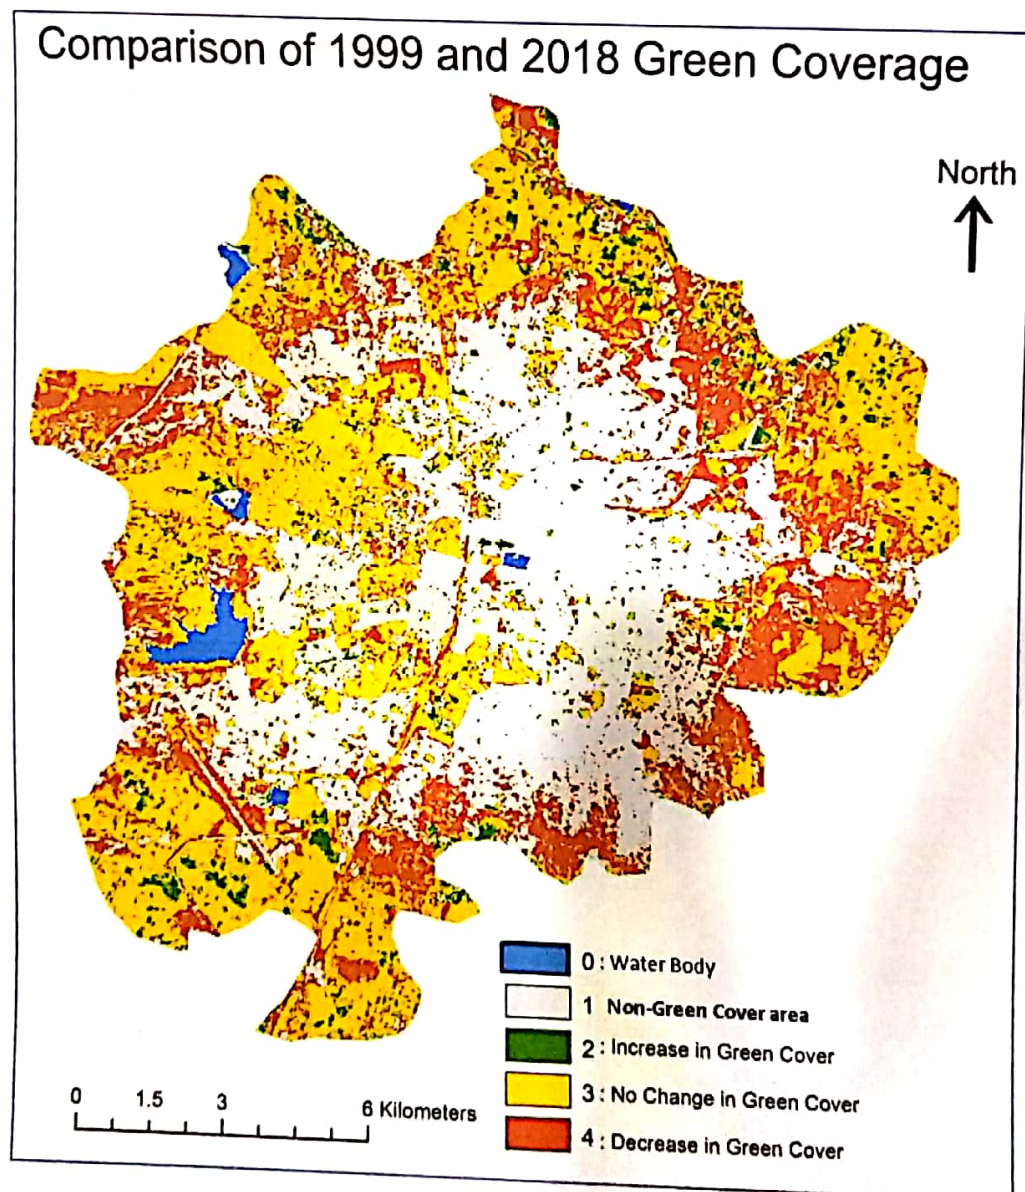 Comparison of 1999 and 2018 Green Coverage
North
0 : Water Body
1 Non-Green Cover area
2 : Increase in Green Cover
3 : No Change in Green Cover
4 : Decrease in Green Cover
0 1.5 3 6 Kilometers